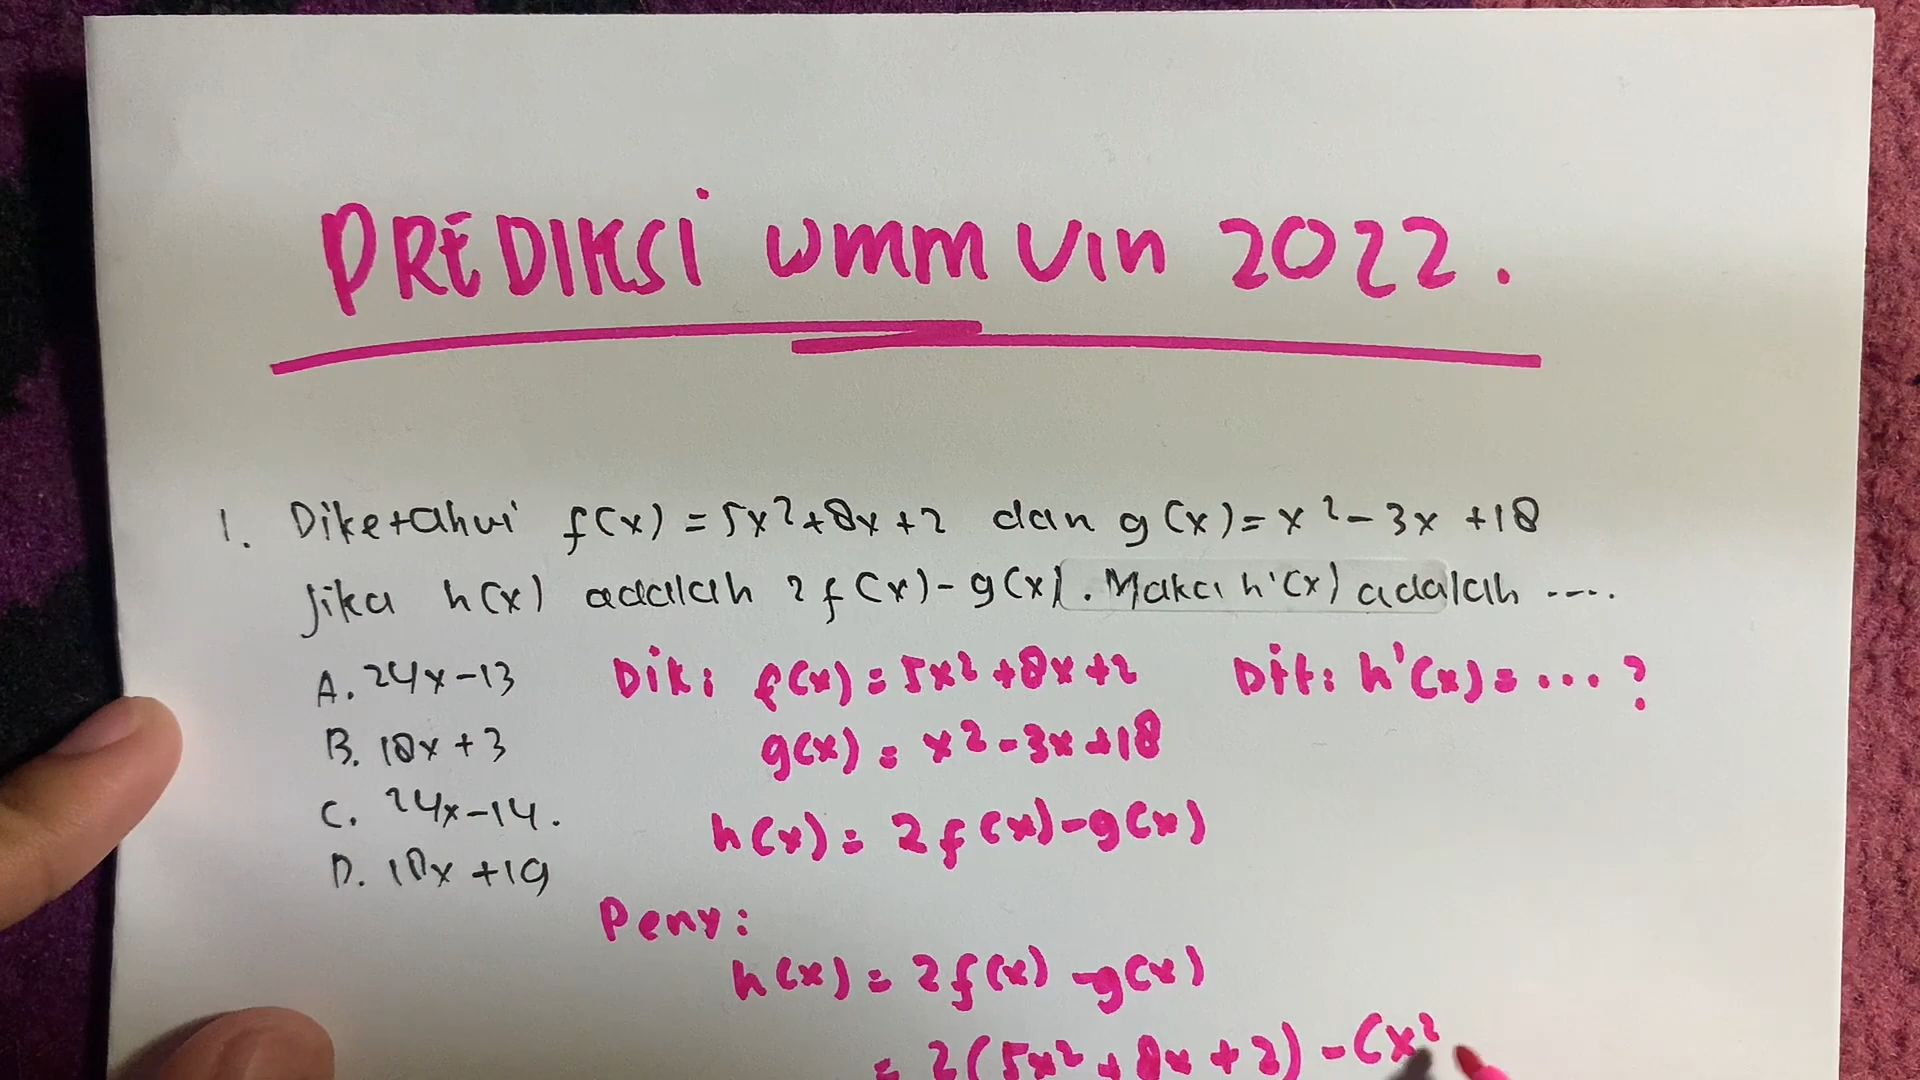 PREDIKSI UMM UIN 2022.
1. Diketahui f(x) = 5x²+8x+2 dan g(x) = x²-3x+18
Jika h(x) adalah 2f(x)-g(x). Maka h'(x) adalah ....
A. 24x-13
Dik: f(x) = 5x²+8x+2
Dit: h'(x) = ...?
B. 18x+3
g(x) = x²-3x+18
C. 24x-14.
h(x) = 2f(x)-g(x)
D. 18x+19
Peny:
h(x) = 2f(x)-g(x)
= 2(5x²+8x+2)-(x²